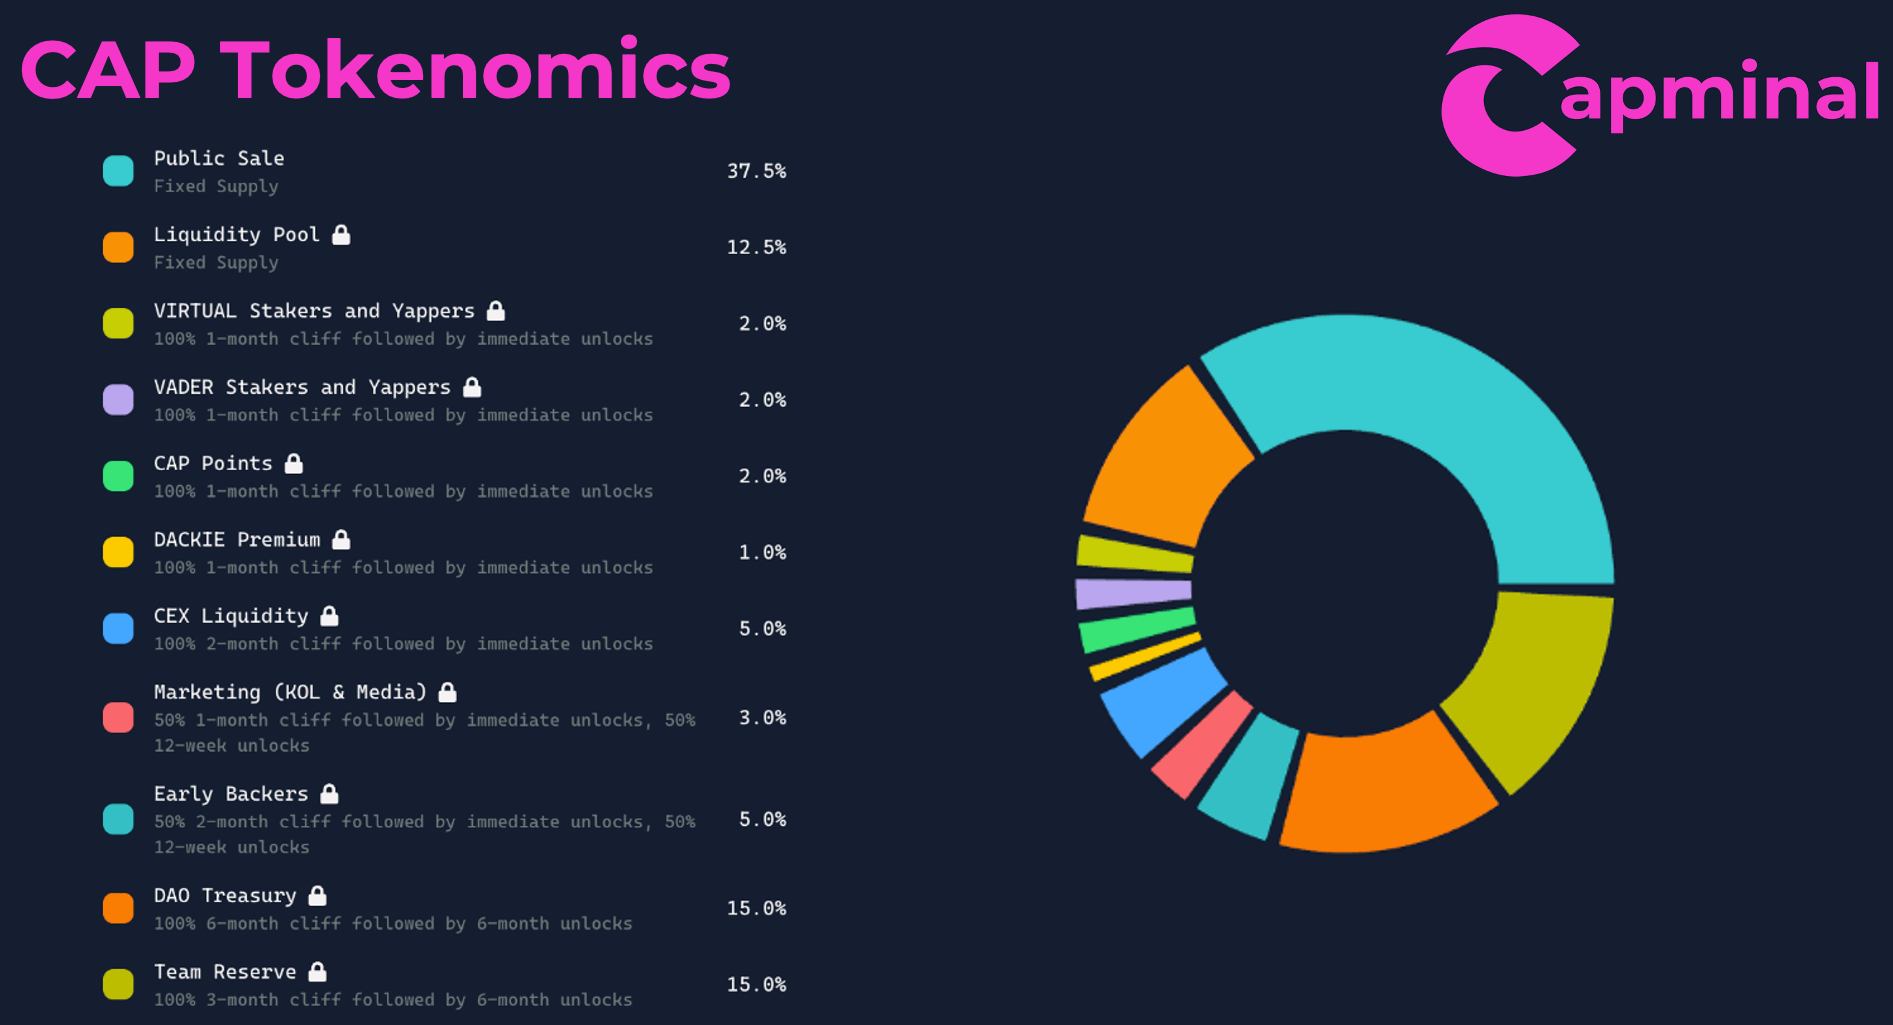 CAP Tokenomics
Capminal
Public Sale
Fixed Supply
37.5%
Liquidity Pool
Fixed Supply
12.5%
VIRTUAL Stakers and Yappers
100% 1-month cliff followed by immediate unlocks
2.0%
VADER Stakers and Yappers
100% 1-month cliff followed by immediate unlocks
2.0%
CAP Points
100% 1-month cliff followed by immediate unlocks
2.0%
DACKIE Premium
100% 1-month cliff followed by immediate unlocks
1.0%
CEX Liquidity
100% 2-month cliff followed by immediate unlocks
5.0%
Marketing (KOL & Media)
50% 1-month cliff followed by immediate unlocks, 50%
12-week unlocks
3.0%
Early Backers
50% 2-month cliff followed by immediate unlocks, 50%
12-week unlocks
5.0%
DAO Treasury
100% 6-month cliff followed by 6-month unlocks
15.0%
Team Reserve
100% 3-month cliff followed by 6-month unlocks
15.0%